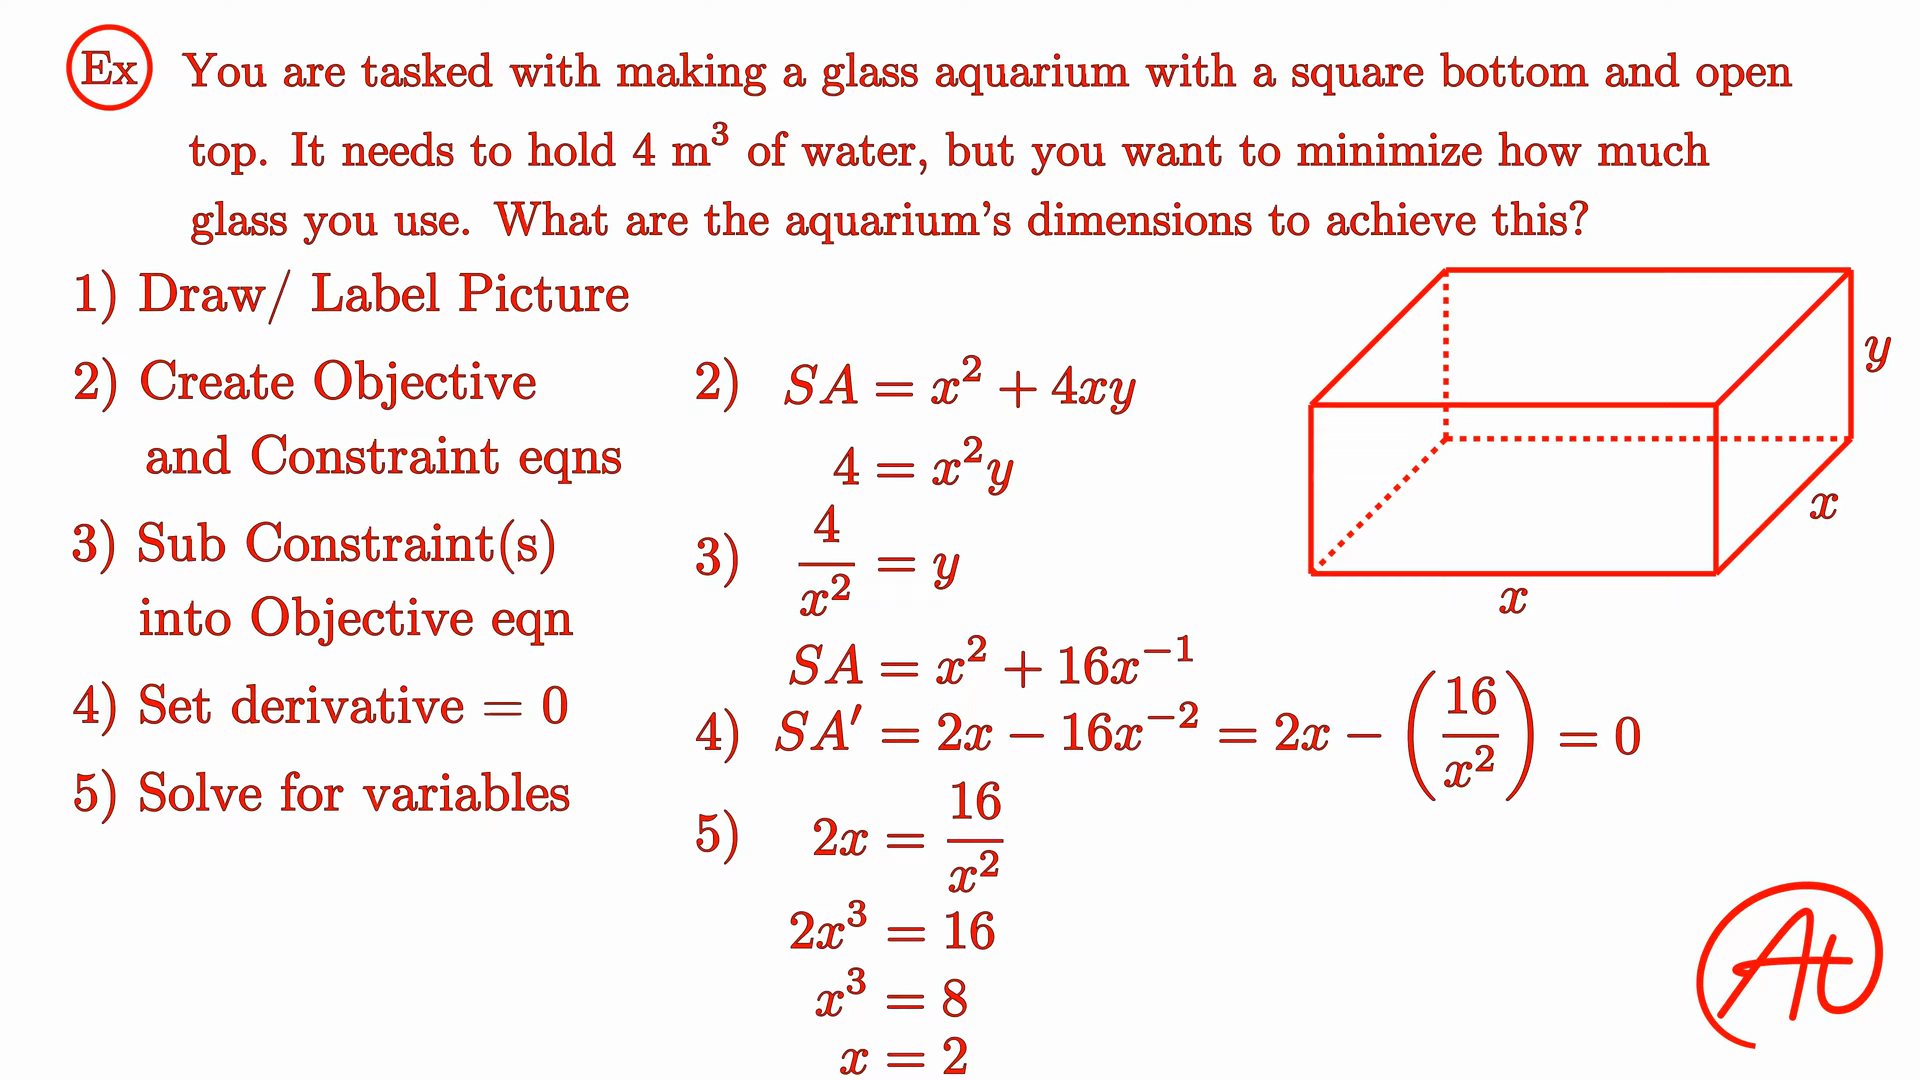 Ex You are tasked with making a glass aquarium with a square bottom and open
top. It needs to hold 4 m³ of water, but you want to minimize how much
glass you use. What are the aquarium's dimensions to achieve this?
1) Draw/ Label Picture
2) Create Objective
and Constraint eqns
3) Sub Constraint(s)
into Objective eqn
4) Set derivative = 0
5) Solve for variables
2) SA = x² + 4xy
4 = x²y
3) 4/x² = y
SA = x² + 16x⁻¹
4) SA′ = 2x − 16x⁻² = 2x − (16/x²) = 0
5) 2x = 16/x²
2x³ = 16
x³ = 8
x = 2
y
x
x
At